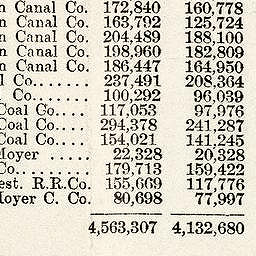 n Canal Co. 172,840 160,778
n Canal Co. 163,792 125,724
n Canal Co. 204,489 188,100
n Canal Co. 198,960 182,809
n Canal Co. 186,447 164,950
l Co...... 237,491 208,364
Co..... 100,292 96,039
Coal Co.... 117,053 97,976
Coal Co.... 294,378 241,287
Coal Co.... 154,021 141,245
Moyer ..... 22,328 20,328
Co......... 179,713 159,422
est. R.R.Co. 155,669 117,776
Moyer C. Co. 80,698 77,997
4,563,307 4,132,680